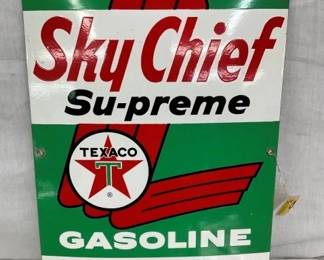 Sky Chief
Su-preme
TEXACO
T
®
GASOLINE